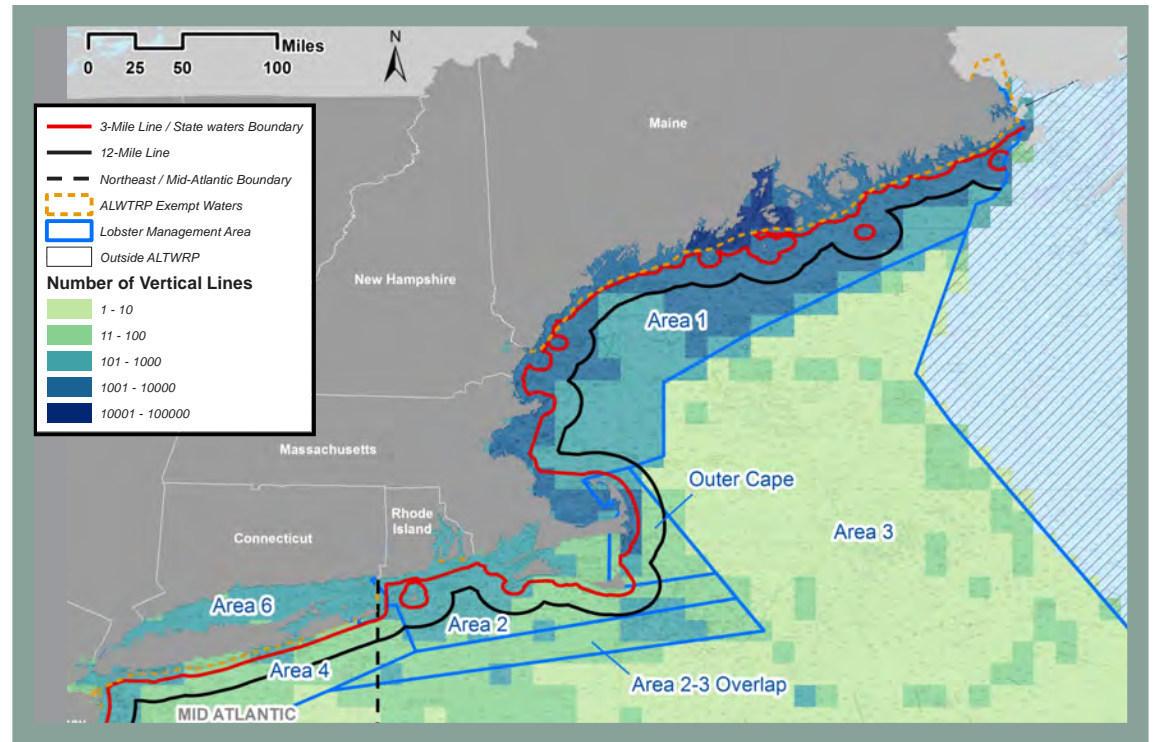 Miles
0 25 50 100
N
3-Mile Line / State waters Boundary
12-Mile Line
Northeast / Mid-Atlantic Boundary
ALWTRP Exempt Waters
Lobster Management Area
Outside ALTWRP
Number of Vertical Lines
1 - 10
11 - 100
101 - 1000
1001 - 10000
10001 - 100000
Maine
New Hampshire
Area 1
Massachusetts
Outer Cape
Rhode
Island
Connecticut
Area 3
Area 6
Area 2
Area 4
Area 2-3 Overlap
MID ATLANTIC